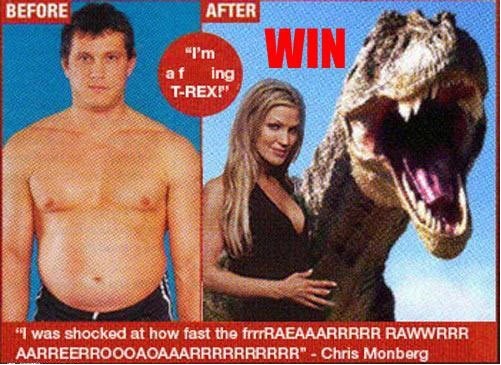 BEFORE
AFTER
"I'm
a f ing
T-REX!"
WIN
"I was shocked at how fast the frrrRAEAAARRRRR RAWWRRR
AARREERROOOAOAAARRRRRRRRRR" - Chris Monberg